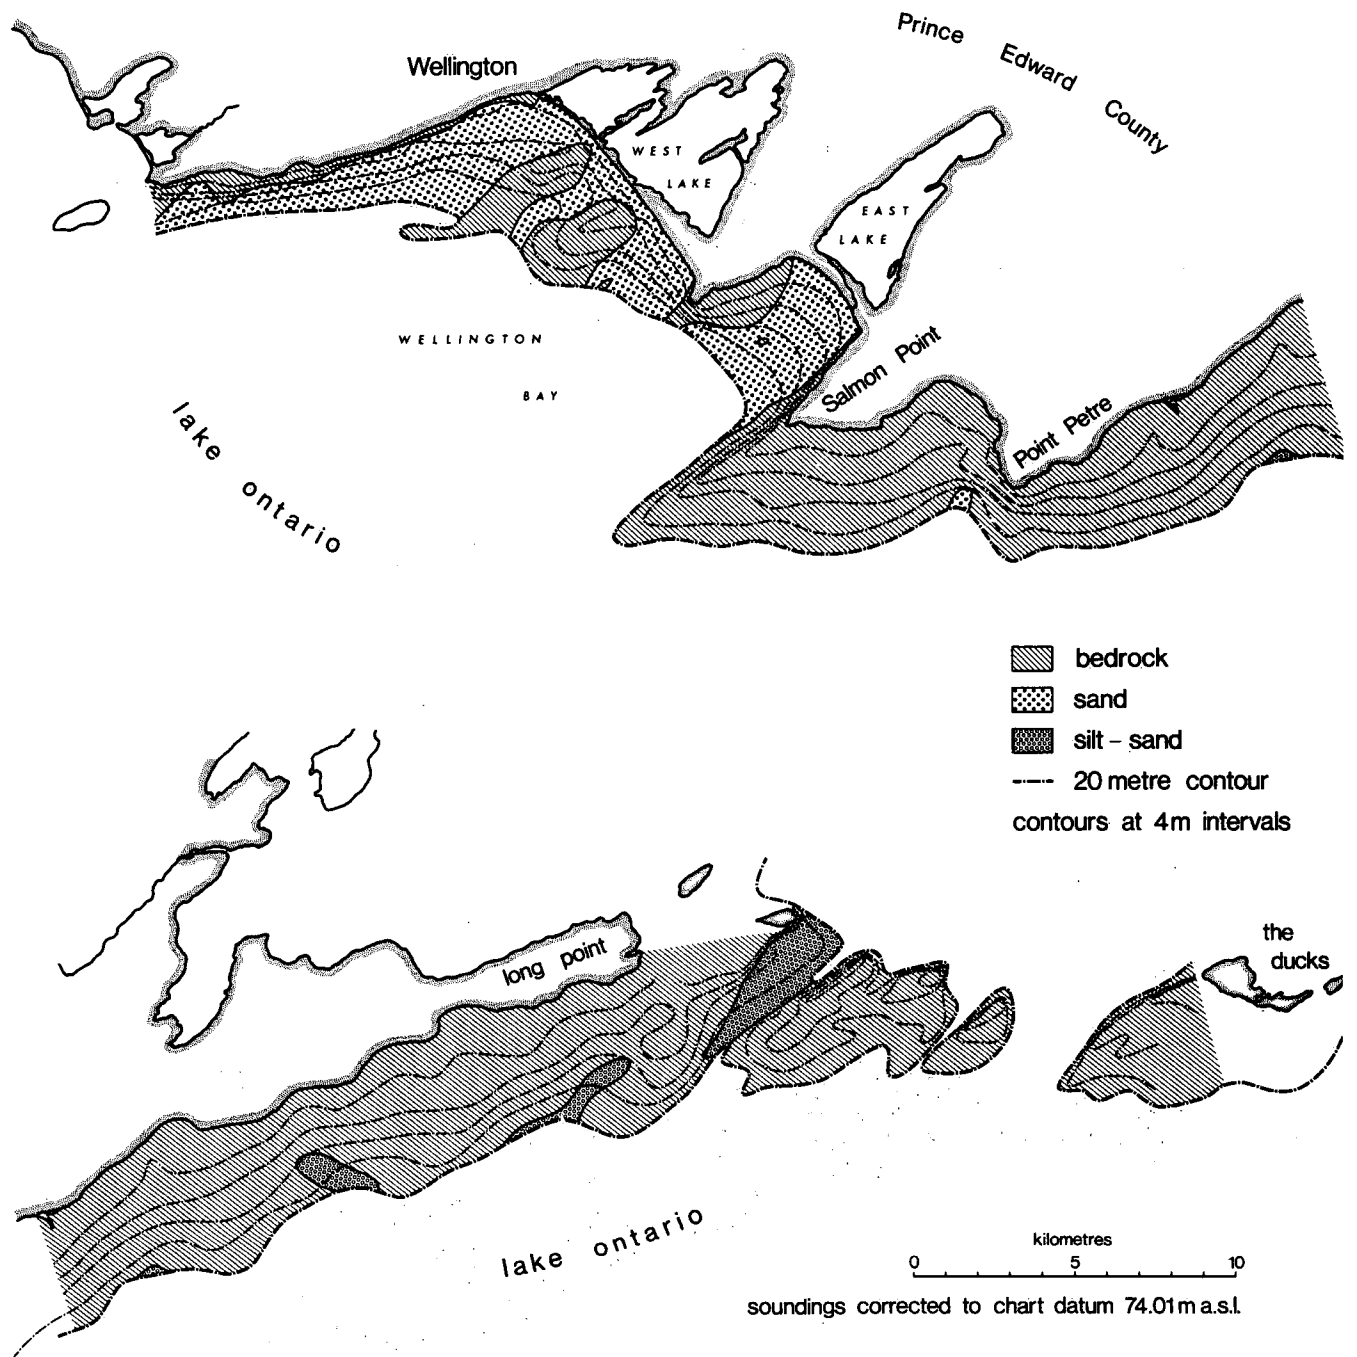 Prince Edward County
Wellington
WEST
LAKE
EAST
LAKE
WELLINGTON
BAY
Salmon Point
Point Petre
lake ontario
bedrock
sand
silt - sand
20 metre contour
contours at 4m intervals
the
ducks
long point
lake ontario
kilometres
0 5 10
soundings corrected to chart datum 74.01m a.s.l.